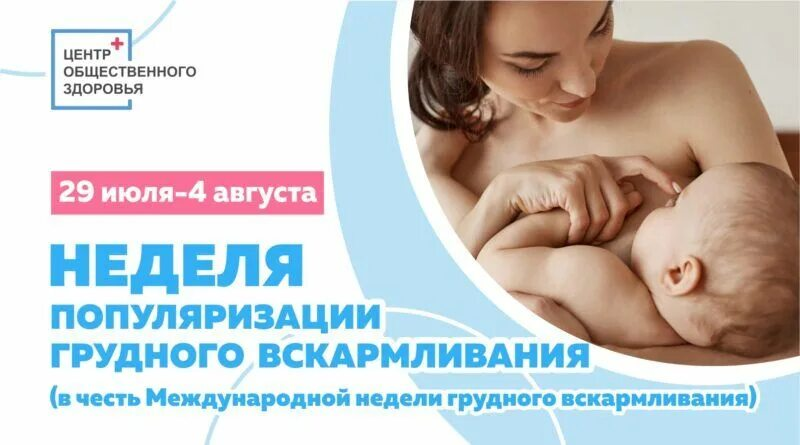 ЦЕНТР
ОБЩЕСТВЕННОГО
ЗДОРОВЬЯ
29 июля-4 августа
НЕДЕЛЯ
ПОПУЛЯРИЗАЦИИ
ГРУДНОГО ВСКАРМЛИВАНИЯ
(в честь Международной недели грудного вскармливания)